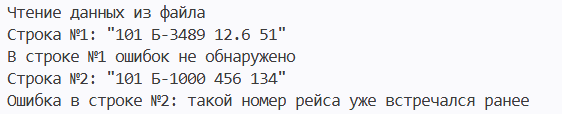 Чтение данных из файла
Строка №1: "101 Б-3489 12.6 51"
В строке №1 ошибок не обнаружено
Строка №2: "101 Б-1000 456 134"
Ошибка в строке №2: такой номер рейса уже встречался ранее